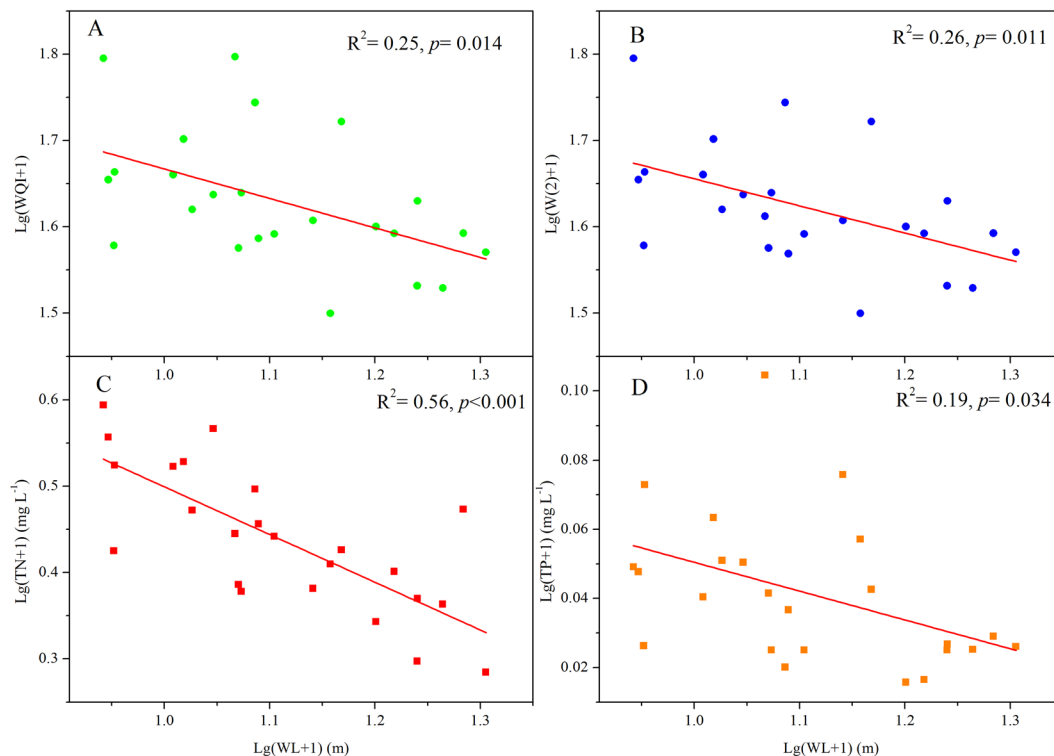 A
R²= 0.25, p= 0.014
Lg(WQI+1)
1.8
1.7
1.6
1.5
1.0
1.1
1.2
1.3
B
R²= 0.26, p= 0.011
Lg(W(2)+1)
1.8
1.7
1.6
1.5
1.0
1.1
1.2
1.3
C
R²= 0.56, p<0.001
Lg(TN+1) (mg L⁻¹)
0.6
0.5
0.4
0.3
1.0
1.1
1.2
1.3
Lg(WL+1) (m)
D
R²= 0.19, p= 0.034
Lg(TP+1) (mg L⁻¹)
0.10
0.08
0.06
0.04
0.02
1.0
1.1
1.2
1.3
Lg(WL+1) (m)